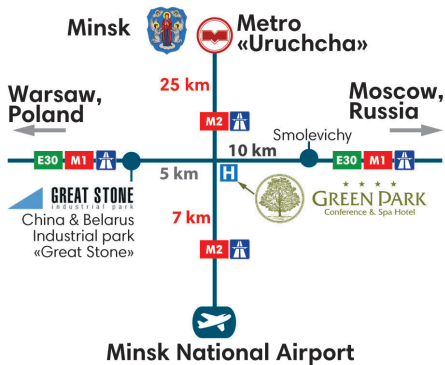 Minsk
Metro
«Uruchcha»
25 km
Warsaw,
Poland
Moscow,
Russia
M2
Smolevichy
10 km
E30 M1
E30 M1
5 km
H
GREAT STONE
industrial park
China & Belarus
Industrial park
«Great Stone»
GREEN PARK
Conference & Spa Hotel
7 km
M2
Minsk National Airport